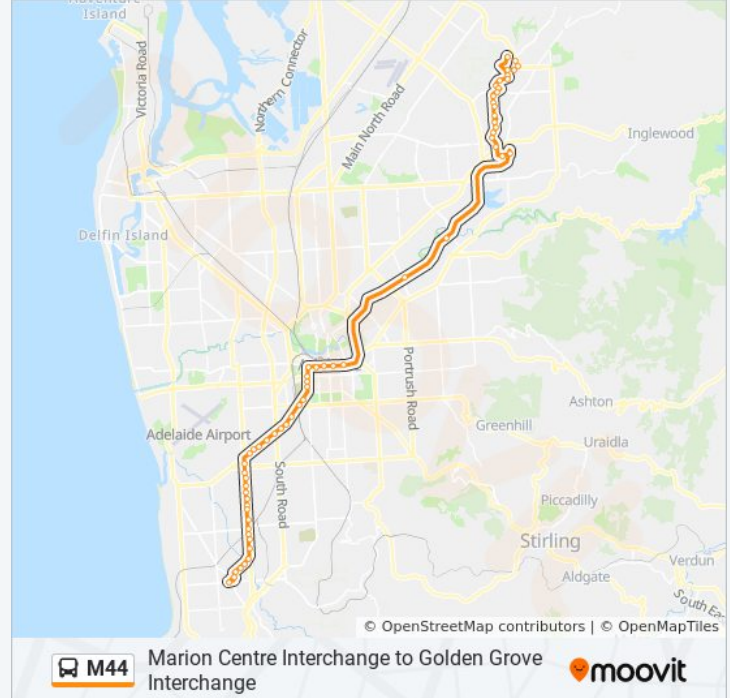 Adventure
Island
Victoria Road
Northern Connector
Main North Road
Inglewood
Delfin Island
Portrush Road
Ashton
Greenhill
Uraidla
Adelaide Airport
South Road
Piccadilly
Stirling
Verdun
Aldgate
South Ea
© OpenStreetMap contributors | © OpenMapTiles
M44
Marion Centre Interchange to Golden Grove
Interchange
moovit